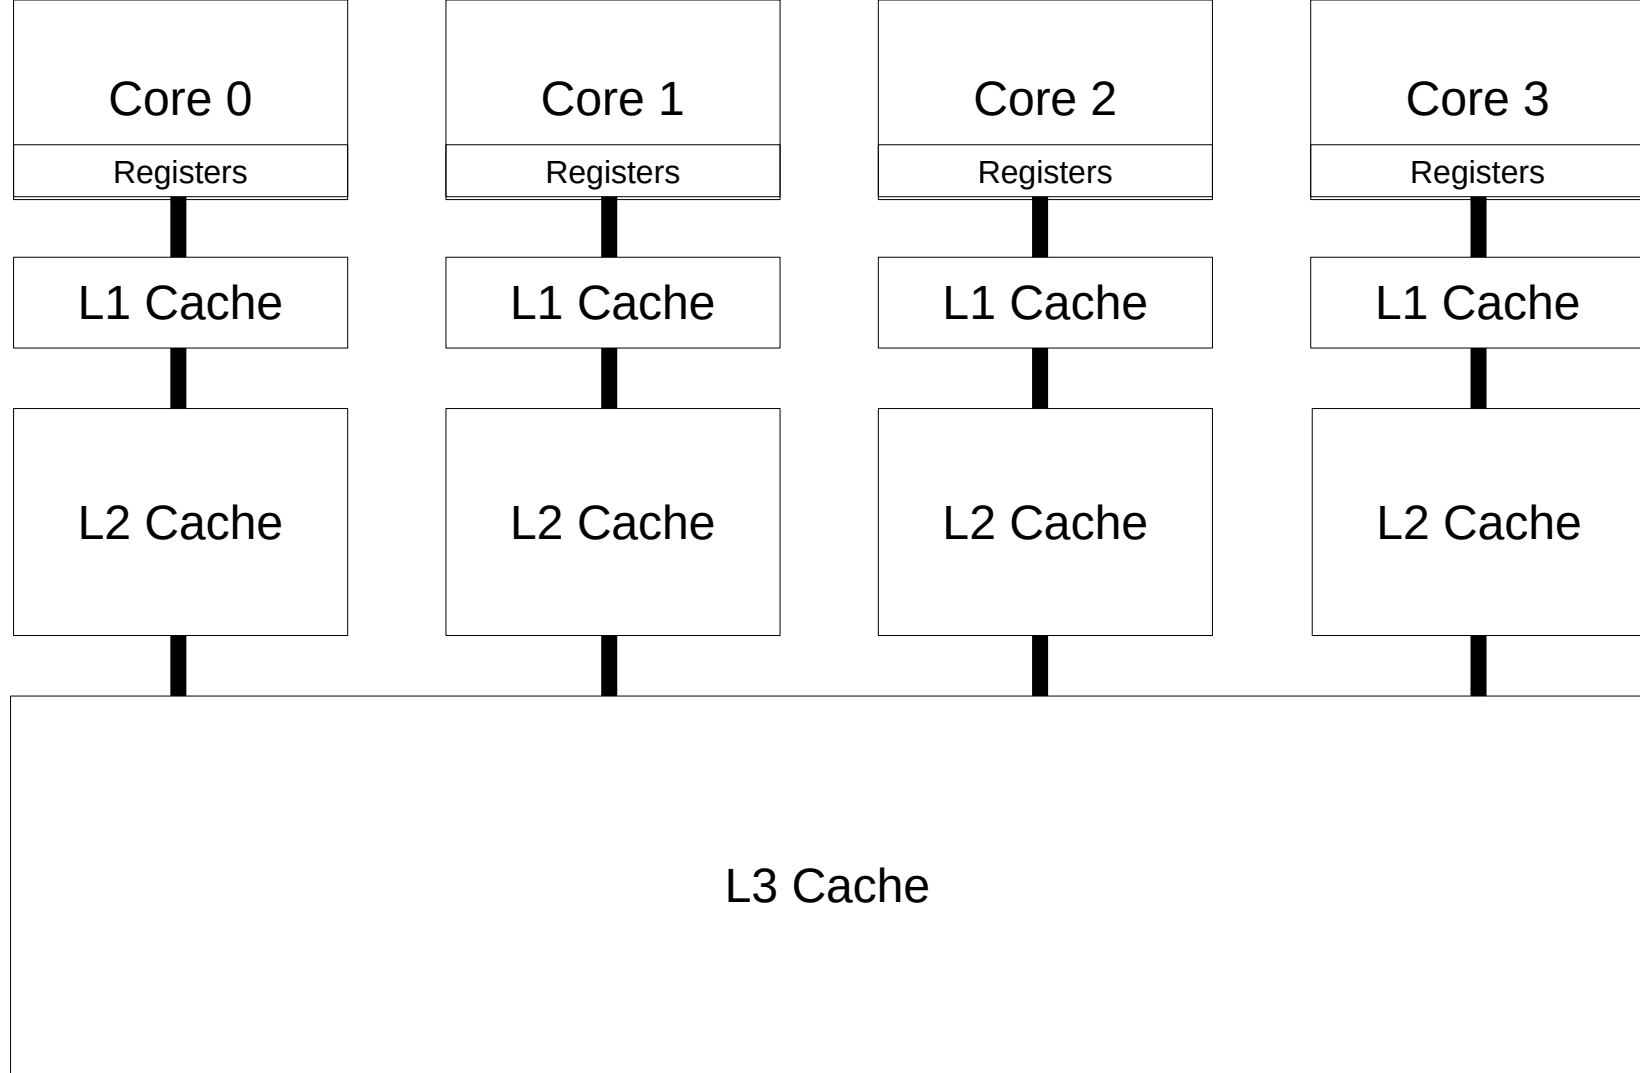 Core 0
Core 1
Core 2
Core 3
Registers
Registers
Registers
Registers
L1 Cache
L1 Cache
L1 Cache
L1 Cache
L2 Cache
L2 Cache
L2 Cache
L2 Cache
L3 Cache